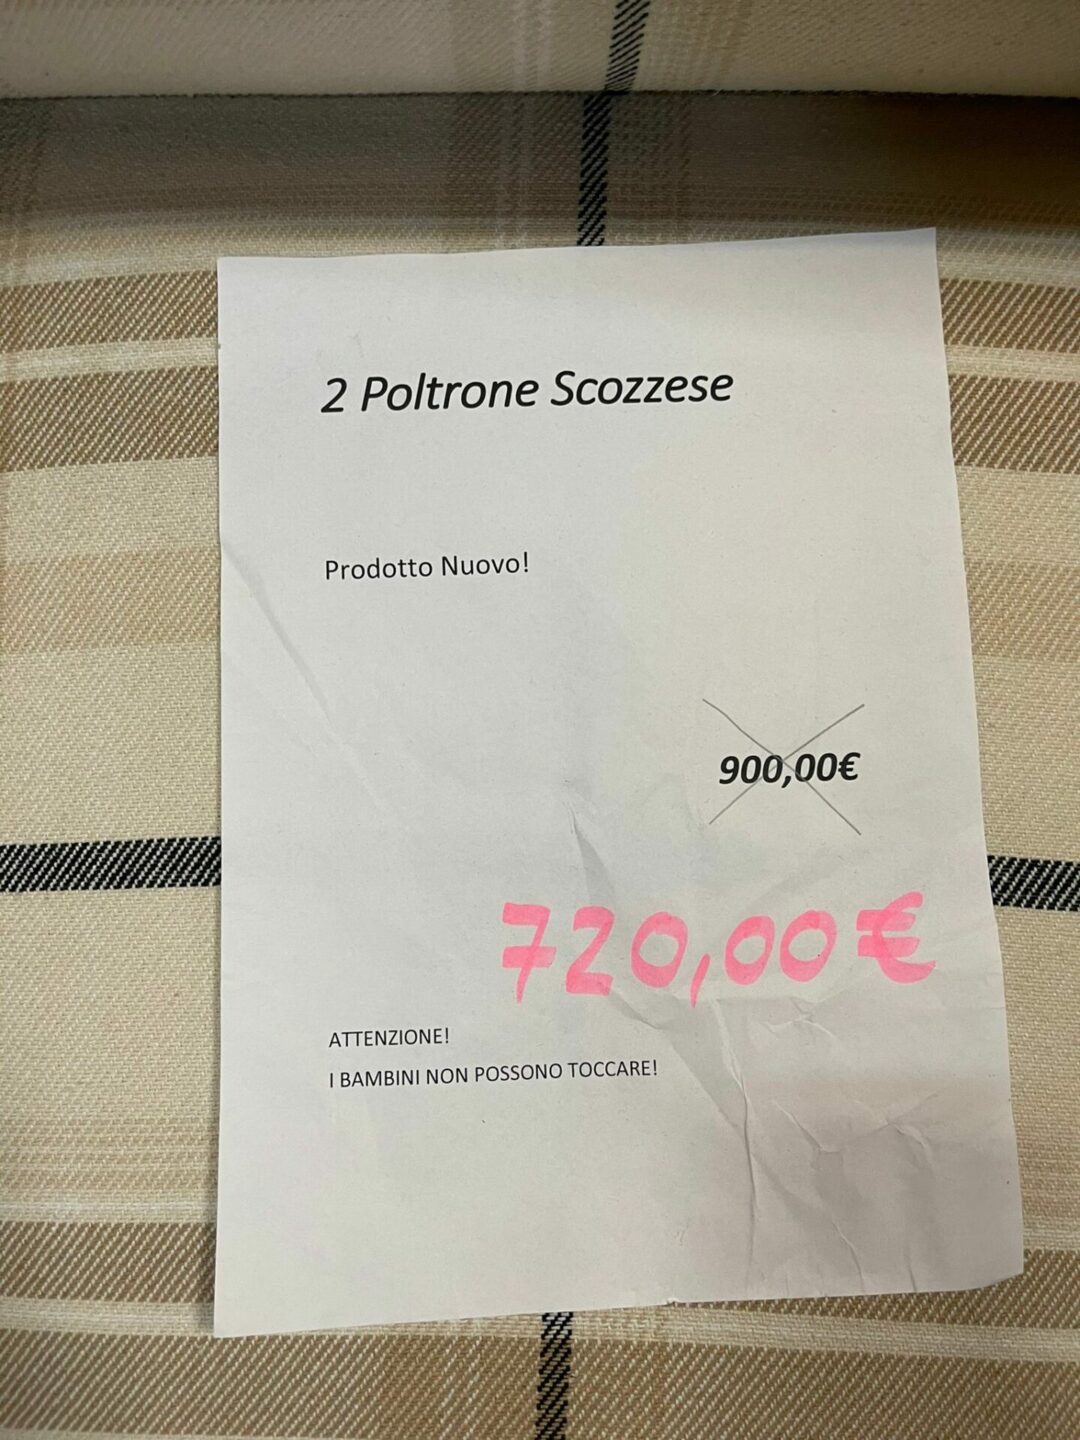 2 Poltrone Scozzese
Prodotto Nuovo!
900,00€
720,00€
ATTENZIONE!
I BAMBINI NON POSSONO TOCCARE!